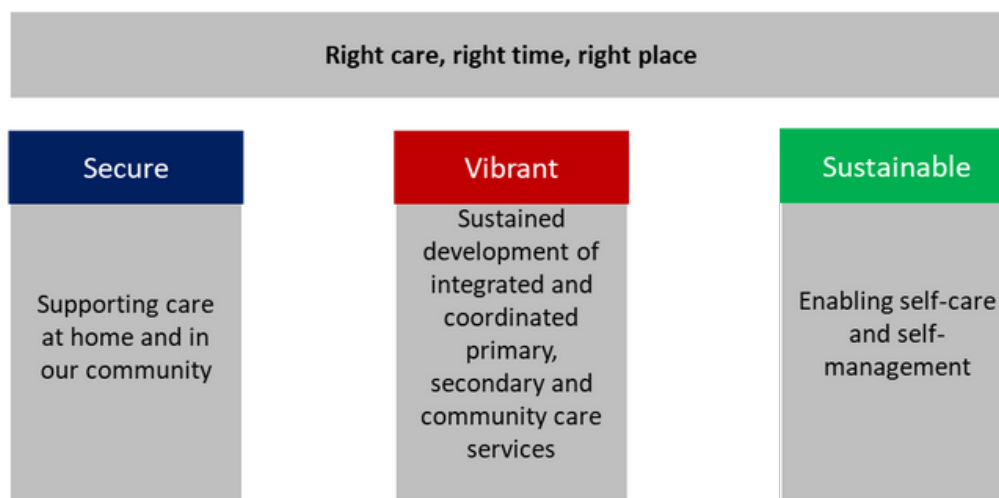 Right care, right time, right place
Secure
Supporting care
at home and in
our community
Vibrant
Sustained
development of
integrated and
coordinated
primary,
secondary and
community care
services
Sustainable
Enabling self-care
and self-
management